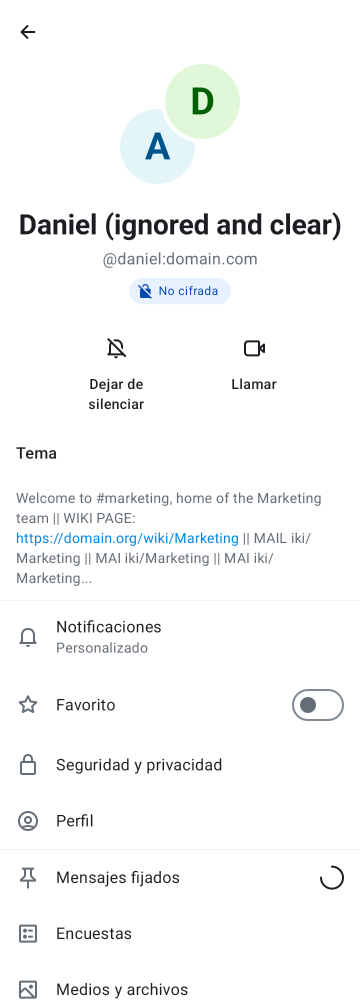 D
A
Daniel (ignored and clear)
@daniel:domain.com
No cifrada
Dejar de
silenciar
Llamar
Tema
Welcome to #marketing, home of the Marketing
team || WIKI PAGE:
https://domain.org/wiki/Marketing || MAIL iki/
Marketing || MAI iki/Marketing || MAI iki/
Marketing...
Notificaciones
Personalizado
Favorito
Seguridad y privacidad
Perfil
Mensajes fijados
Encuestas
Medios y archivos